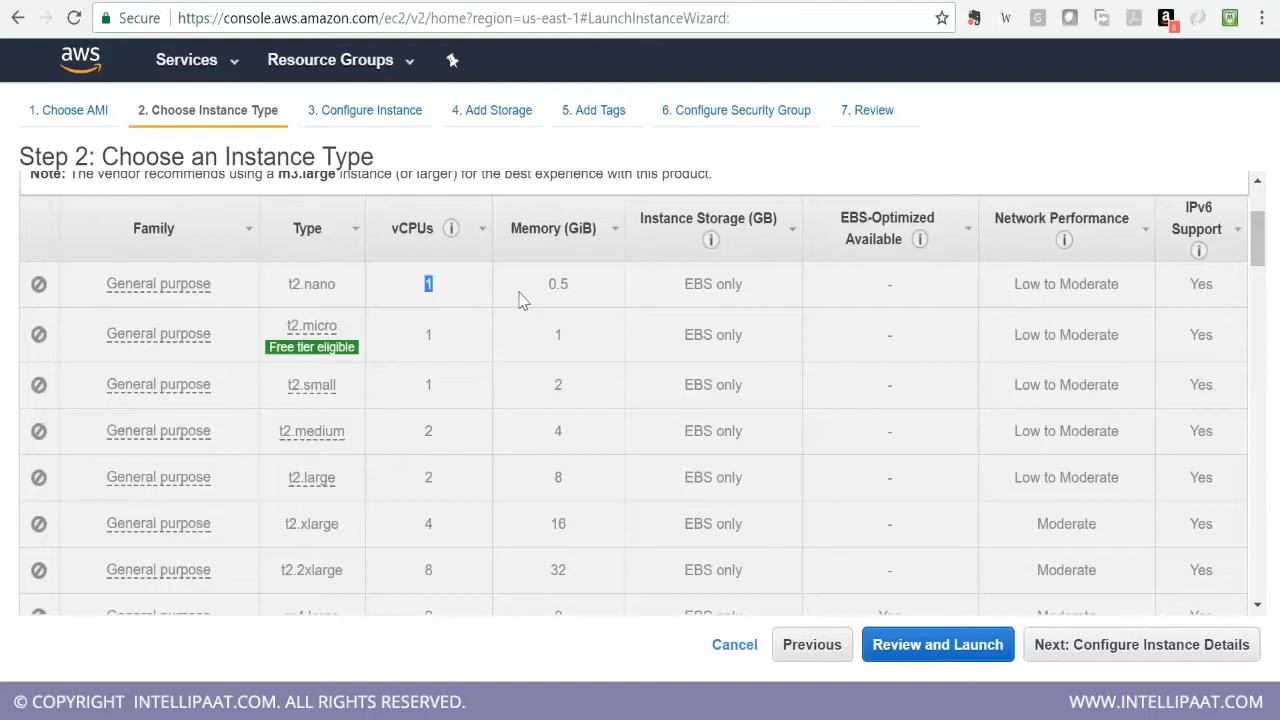 Secure https://console.aws.amazon.com/ec2/v2/home?region=us-east-1#LaunchInstanceWizard:
aws Services Resource Groups
1. Choose AMI 2. Choose Instance Type 3. Configure Instance 4. Add Storage 5. Add Tags 6. Configure Security Group 7. Review
Step 2: Choose an Instance Type
Note: The vendor recommends using a m3.large instance (or larger) for the best experience with this product.
Family Type vCPUs Memory (GiB) Instance Storage (GB) EBS-Optimized Available Network Performance IPv6 Support
General purpose t2.nano 1 0.5 EBS only - Low to Moderate Yes
General purpose t2.micro Free tier eligible 1 1 EBS only - Low to Moderate Yes
General purpose t2.small 1 2 EBS only - Low to Moderate Yes
General purpose t2.medium 2 4 EBS only - Low to Moderate Yes
General purpose t2.large 2 8 EBS only - Low to Moderate Yes
General purpose t2.xlarge 4 16 EBS only - Moderate Yes
General purpose t2.2xlarge 8 32 EBS only - Moderate Yes
Cancel Previous Review and Launch Next: Configure Instance Details
© COPYRIGHT INTELLIPAAT.COM. ALL RIGHTS RESERVED. WWW.INTELLIPAAT.COM